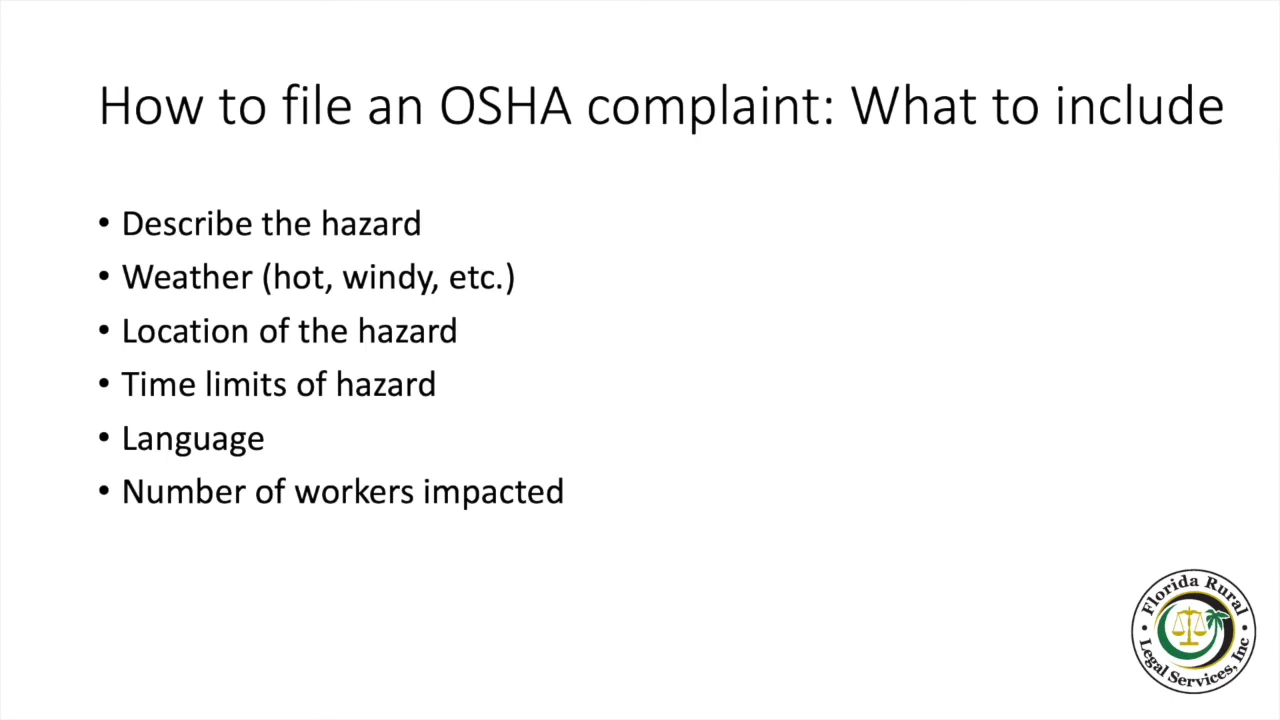 How to file an OSHA complaint: What to include
• Describe the hazard
• Weather (hot, windy, etc.)
• Location of the hazard
• Time limits of hazard
• Language
• Number of workers impacted
Florida Rural
Legal Services, Inc